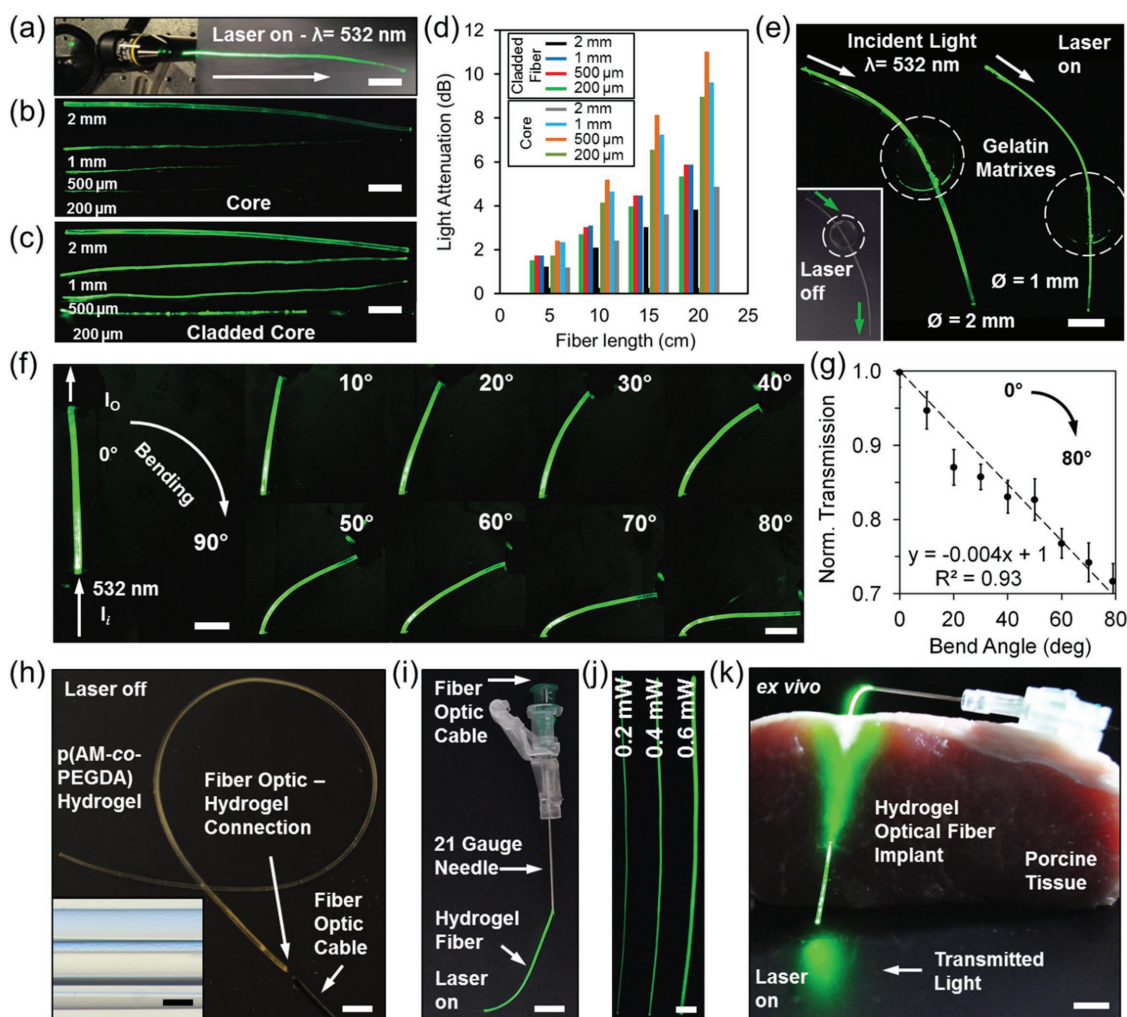 (a)
Laser on - λ= 532 nm
(b)
2 mm
1 mm
500 µm
200 µm
Core
(c)
2 mm
1 mm
500 µm
200 µm
Cladded Core
(d)
Light Attenuation (dB)
12
10
8
6
4
2
0
Cladded
Fiber
2 mm
1 mm
500 µm
200 µm
Core
2 mm
1 mm
500 µm
200 µm
0 5 10 15 20 25
Fiber length (cm)
(e)
Incident Light
λ= 532 nm
Laser
on
Gelatin
Matrixes
Laser
off
Ø = 1 mm
Ø = 2 mm
(f)
IO
0°
Bending
90°
532 nm
Ii
10°
20°
30°
40°
50°
60°
70°
80°
(g)
Norm. Transmission
1.0
0.9
0.8
0.7
0°
80°
y = -0.004x + 1
R² = 0.93
0 20 40 60 80
Bend Angle (deg)
(h)
Laser off
p(AM-co-
PEGDA)
Hydrogel
Fiber Optic –
Hydrogel
Connection
Fiber
Optic
Cable
(i)
Fiber
Optic
Cable
21 Gauge
Needle
Hydrogel
Fiber
Laser
on
(j)
0.2 mW
0.4 mW
0.6 mW
(k)
ex vivo
Hydrogel
Optical Fiber
Implant
Porcine
Tissue
Laser
on
Transmitted
Light